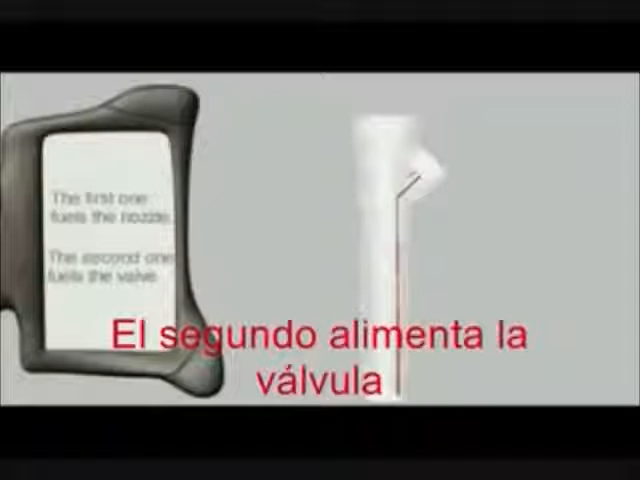 The first one
fuels the nozzle.
The second one
fuels the valve.
El segundo alimenta la
válvula